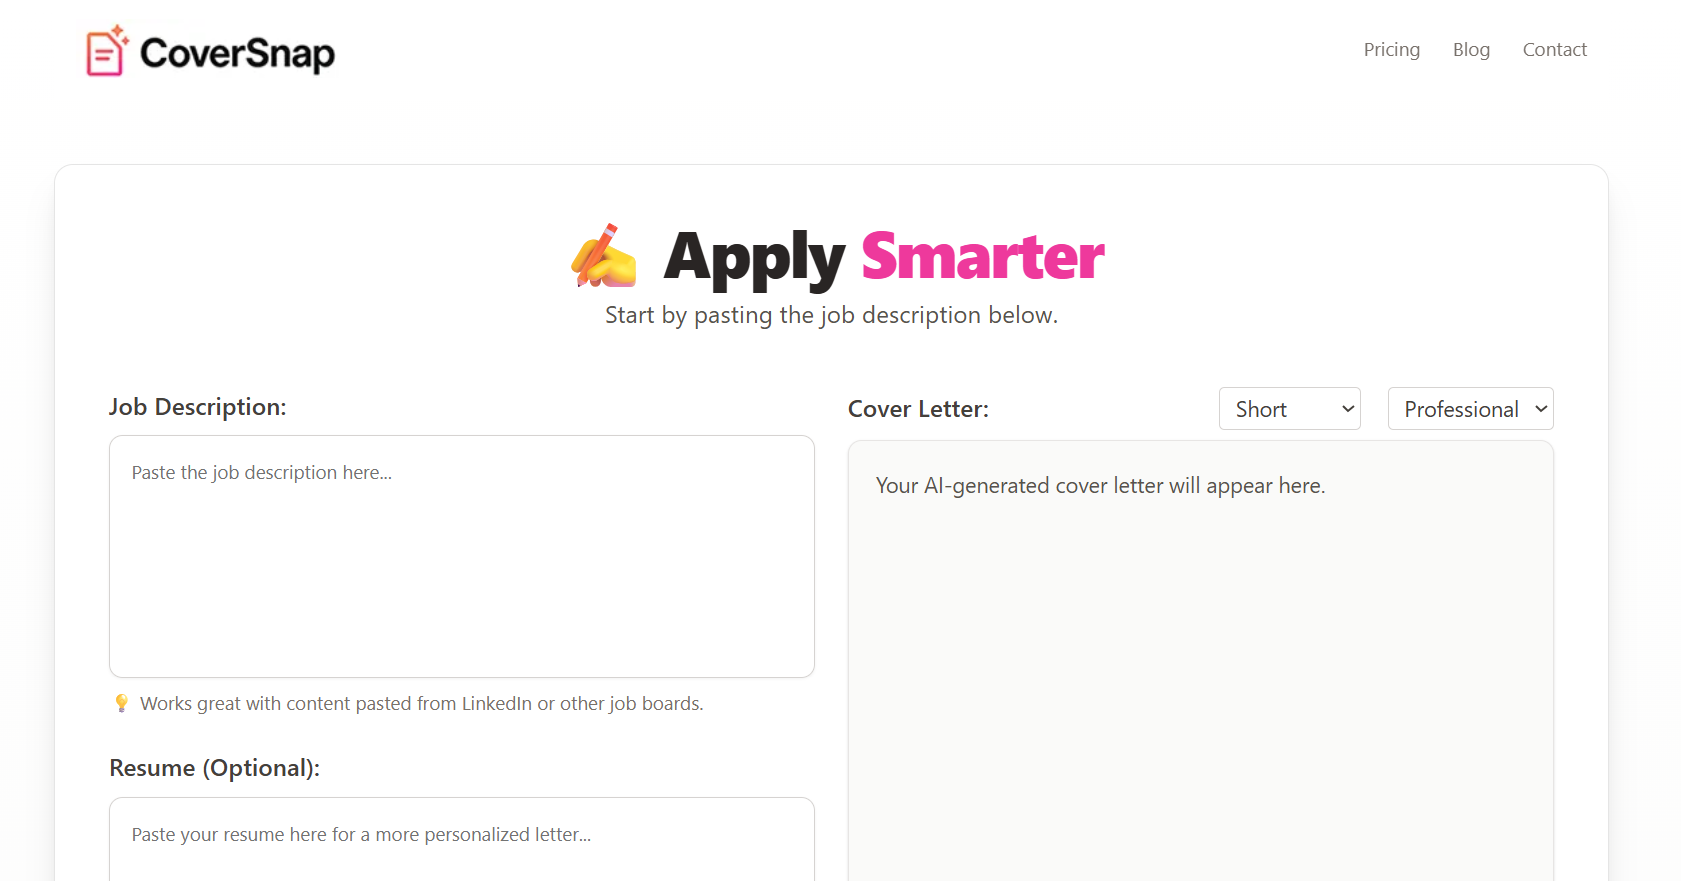 CoverSnap
Pricing Blog Contact
Apply Smarter
Start by pasting the job description below.
Job Description:
Paste the job description here...
💡 Works great with content pasted from LinkedIn or other job boards.
Resume (Optional):
Paste your resume here for a more personalized letter...
Cover Letter:
Short
Professional
Your AI-generated cover letter will appear here.